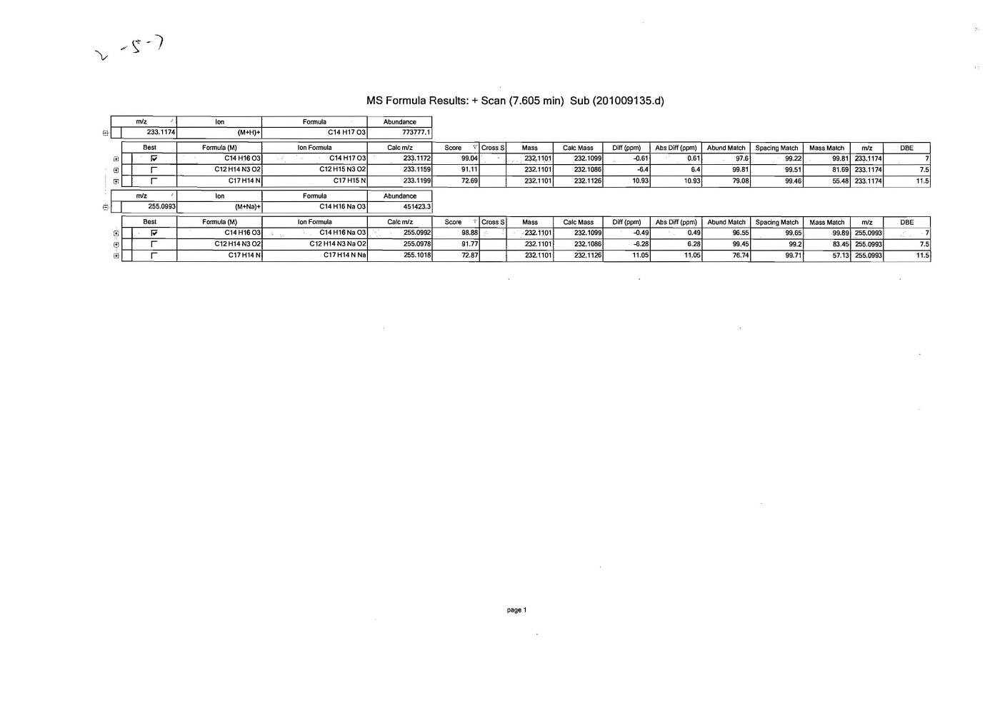 2 -5-7
MS Formula Results: + Scan (7.605 min) Sub (201009135.d)
m/z Ion Formula Abundance
233.1174 (M+H)+ C14 H17 O3 773777.1
Best Formula (M) Ion Formula Calc m/z Score Cross S Mass Calc Mass Diff (ppm) Abs Diff (ppm) Abund Match Spacing Match Mass Match m/z DBE
C14 H16 O3 C14 H17 O3 233.1172 99.04 232.1101 232.1099 -0.61 0.61 97.6 99.22 99.81 233.1174 7
C12 H14 N3 O2 C12 H15 N3 O2 233.1159 91.11 232.1101 232.1086 -6.4 6.4 99.81 99.51 81.69 233.1174 7.5
C17 H14 N C17 H15 N 233.1199 72.69 232.1101 232.1126 10.93 10.93 79.08 99.46 55.48 233.1174 11.5
m/z Ion Formula Abundance
255.0993 (M+Na)+ C14 H16 Na O3 451423.3
Best Formula (M) Ion Formula Calc m/z Score Cross S Mass Calc Mass Diff (ppm) Abs Diff (ppm) Abund Match Spacing Match Mass Match m/z DBE
C14 H16 O3 C14 H16 Na O3 255.0992 98.88 232.1101 232.1099 -0.49 0.49 96.55 99.65 99.89 255.0993 7
C12 H14 N3 O2 C12 H14 N3 Na O2 255.0978 91.77 232.1101 232.1086 -6.28 6.28 99.45 99.2 83.45 255.0993 7.5
C17 H14 N C17 H14 N Na 255.1018 72.87 232.1101 232.1126 11.05 11.05 76.74 99.71 57.13 255.0993 11.5
page 1